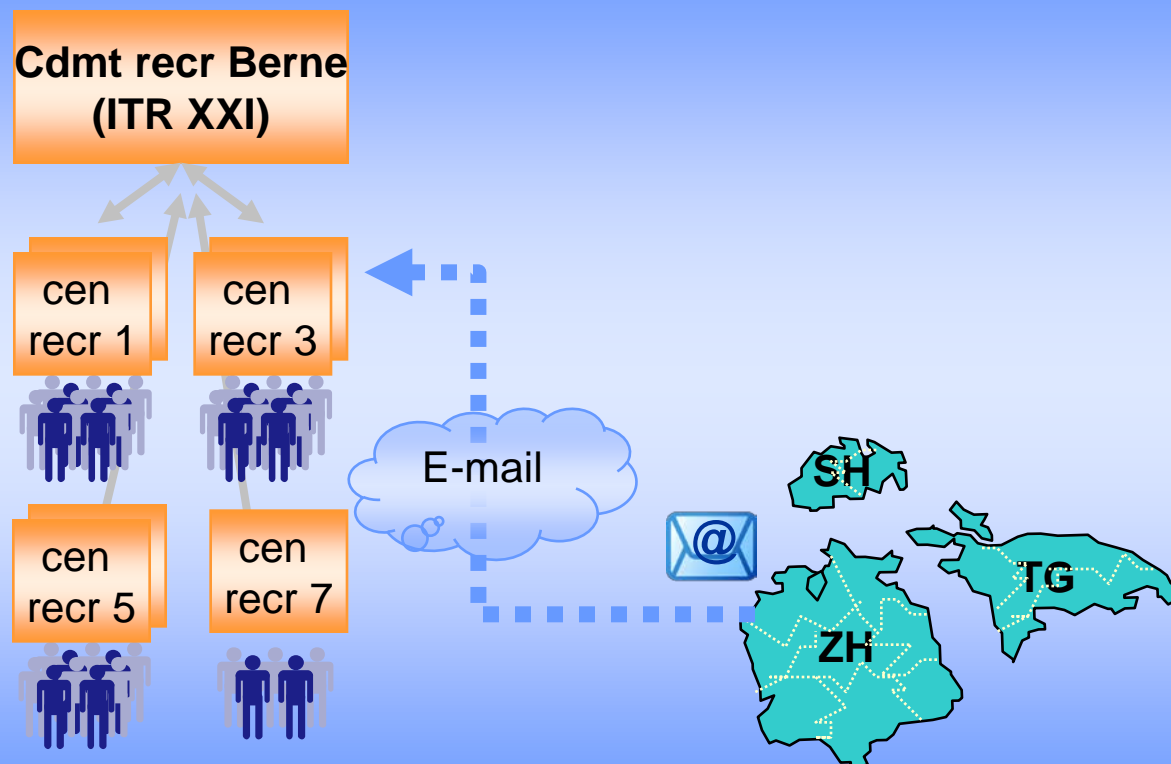 Cdmt recr Berne
(ITR XXI)
cen
recr 1
cen
recr 3
E-mail
SH
@
TG
cen
recr 5
cen
recr 7
ZH